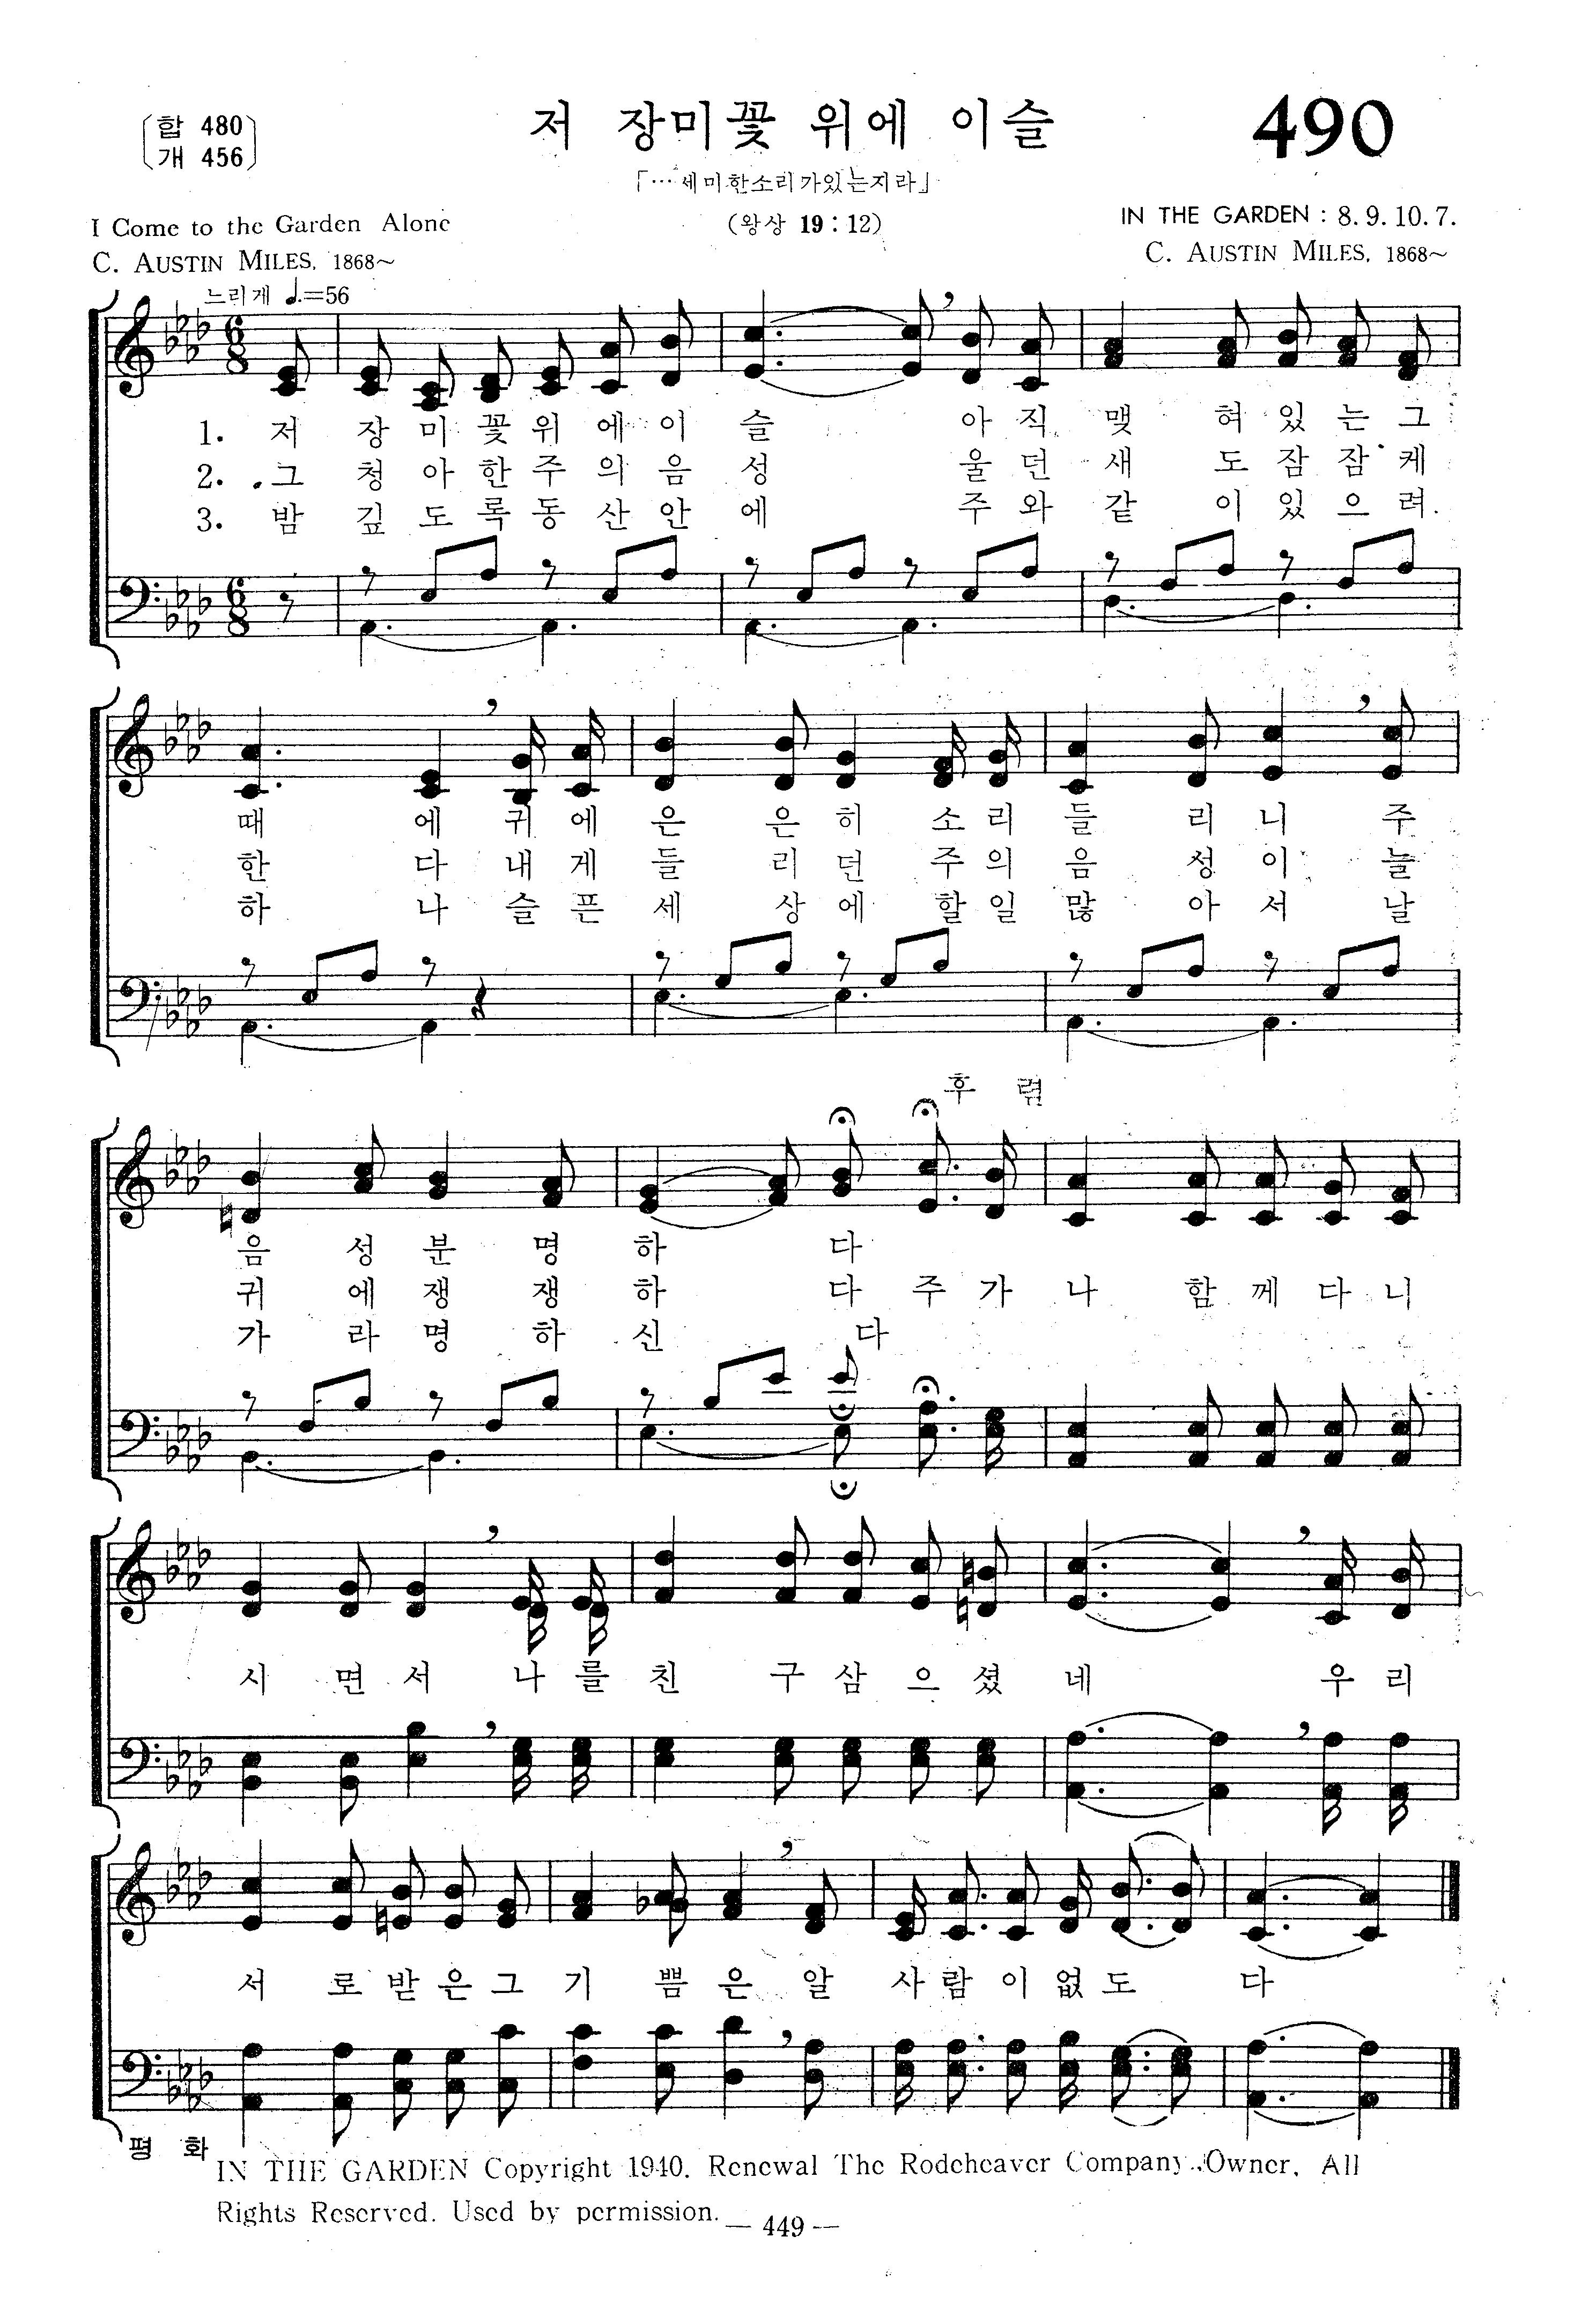 합 480
개 456
저 장미꽃 위에 이슬
490
「…세미한소리가있는지라」
(왕상 19 : 12)
I Come to the Garden Alone
C. AUSTIN MILES, 1868~
IN THE GARDEN : 8. 9. 10. 7.
C. AUSTIN MILES, 1868~
느리게 ♩.=56
6 8
1. 저 장 미 꽃 위 에 이 슬 아 직 맺 혀 있 는 그
2. 그 청 아 한 주 의 음 성 울 던 새 도 잠 잠 케
3. 밤 깊 도 록 동 산 안 에 주 와 같 이 있 으 려
6 8
때 에 귀 에 은 은 히 소 리 들 리 니 주
한 다 내 게 들 리 던 주 의 음 성 이 늘
하 나 슬 픈 세 상 에 할 일 많 아 서 날
후 렴
음 성 분 명 하 다
귀 에 쟁 쟁 하 다 주 가 나 함 께 다 니
가 라 명 하 신 다
시 면 서 나 를 친 구 삼 으 셨 네 우 리
서 로 받 은 그 기 쁨 은 알 사 람 이 없 도 다
평 화
IN THE GARDEN Copyright 1940. Renewal The Rodeheaver Company. Owner. All
Rights Reserved. Used by permission.
— 449 —